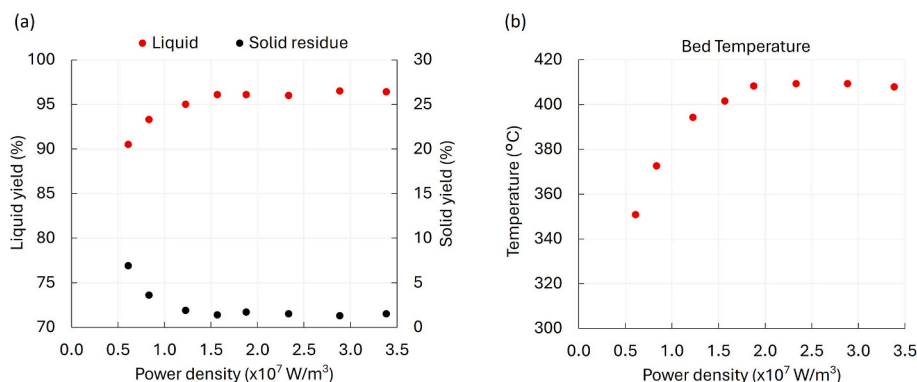 (a)
Liquid Solid residue
100 30
95 25
90 20
85 15
80 10
75 5
70 0
0.0 0.5 1.0 1.5 2.0 2.5 3.0 3.5
Liquid yield (%)
Solid yield (%)
Power density (x10⁷ W/m³)
(b)
Bed Temperature
420
400
380
360
340
320
300
0.0 0.5 1.0 1.5 2.0 2.5 3.0 3.5
Temperature (°C)
Power density (x10⁷ W/m³)